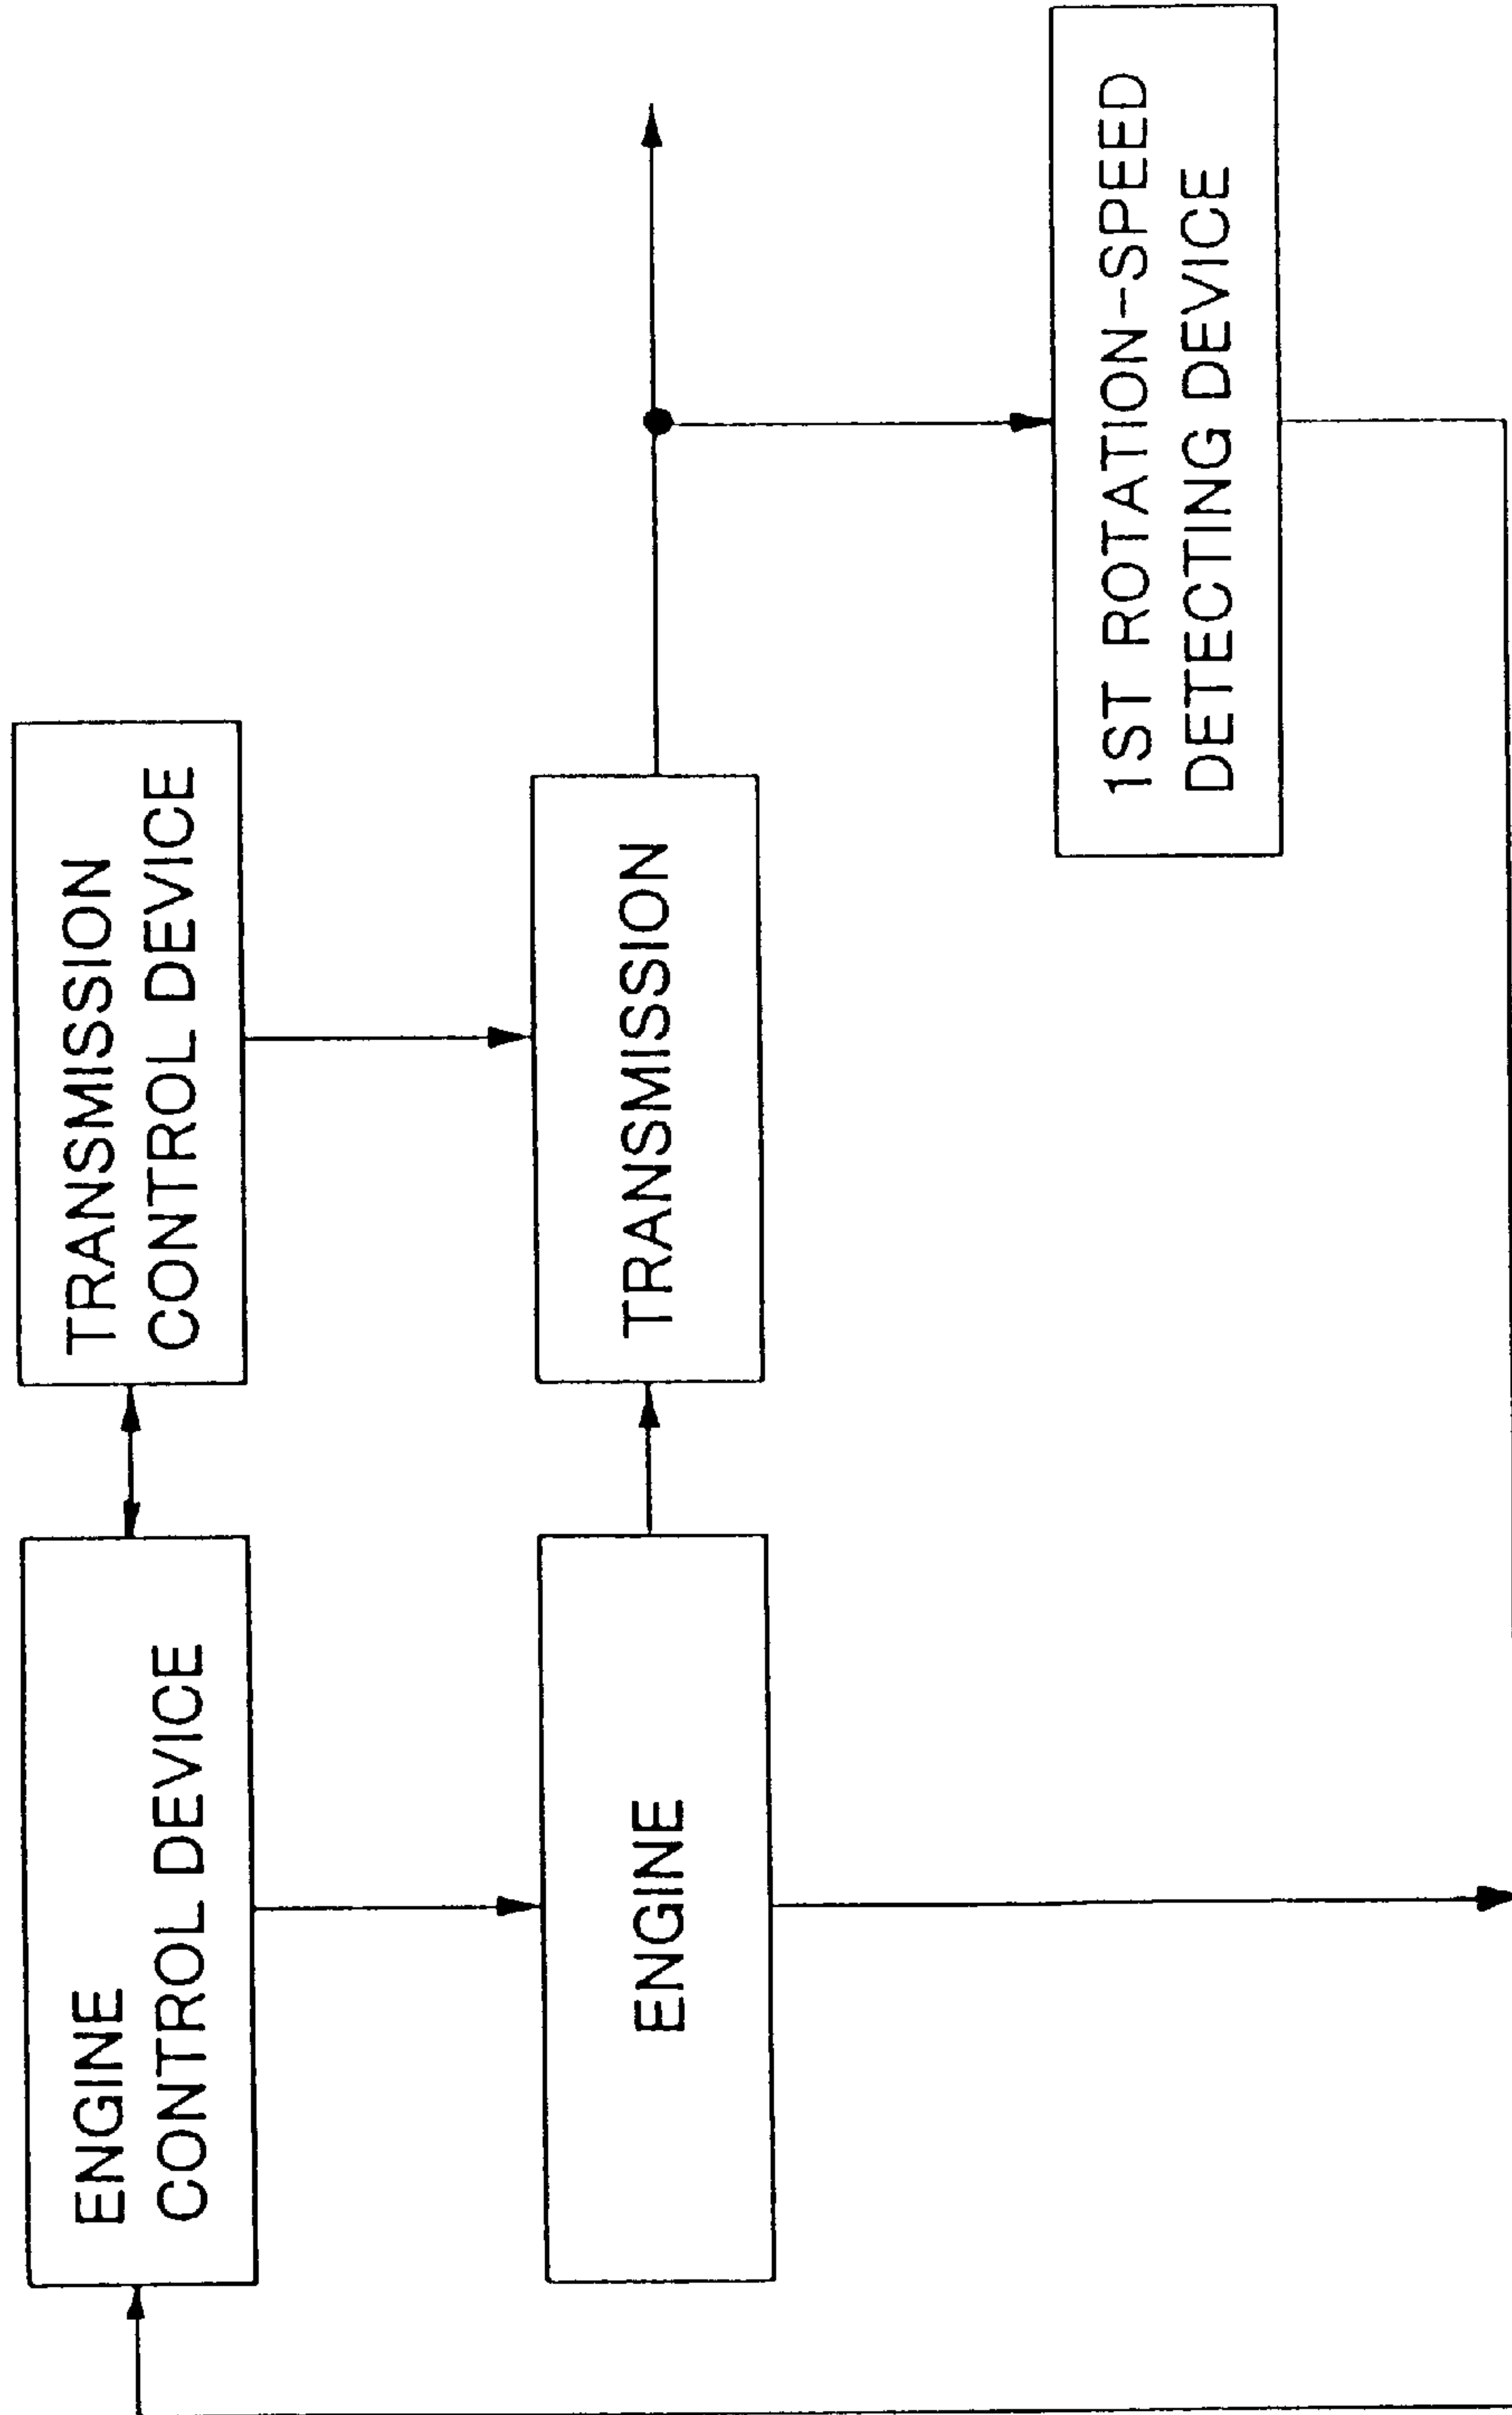 ENGINE
CONTROL DEVICE
TRANSMISSION
CONTROL DEVICE
ENGINE
TRANSMISSION
1ST ROTATION-SPEED
DETECTING DEVICE